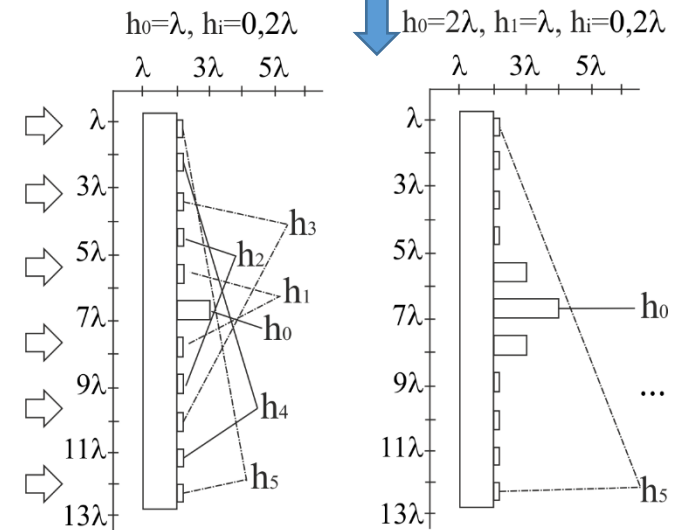 h0=λ, hi=0,2λ
λ 3λ 5λ
λ
3λ
5λ
7λ
9λ
11λ
13λ
h3
h2
h1
h0
h4
h5
h0=2λ, h1=λ, hi=0,2λ
λ 3λ 5λ
λ
3λ
5λ
7λ
9λ
11λ
13λ
h0
...
h5